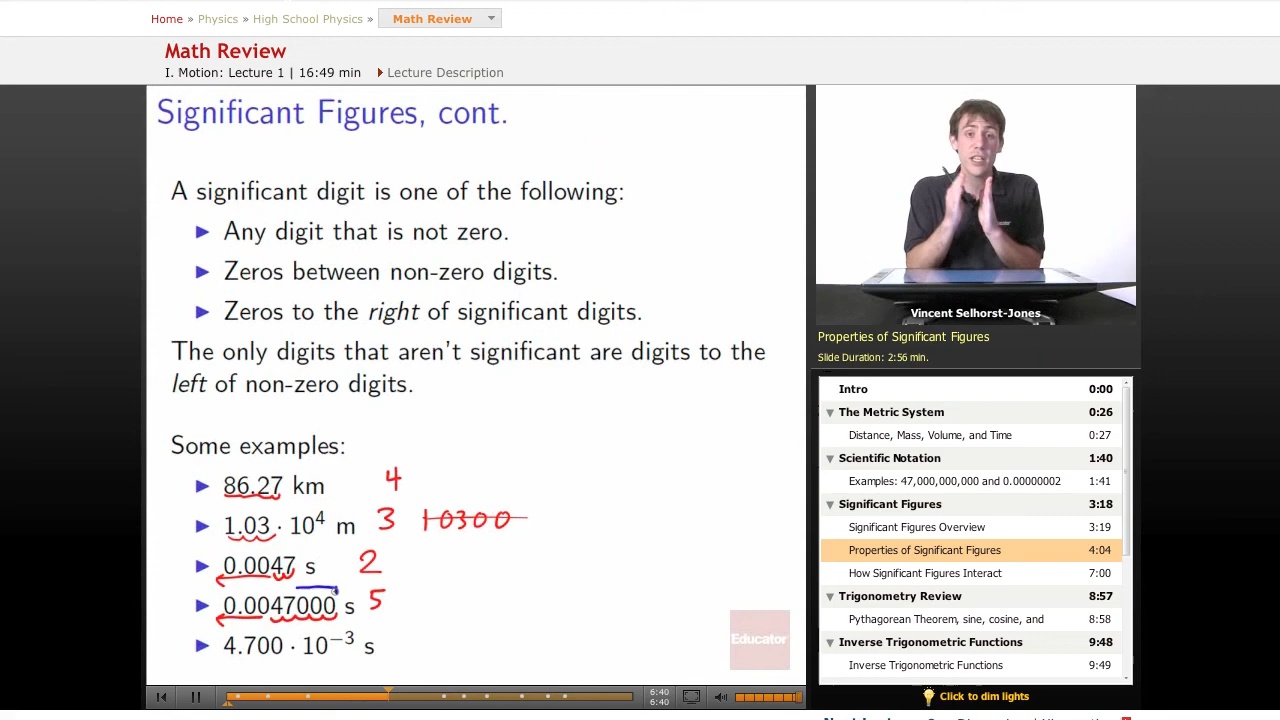 Home » Physics » High School Physics » Math Review
Math Review
I. Motion: Lecture 1 | 16:49 min Lecture Description
Significant Figures, cont.
A significant digit is one of the following:
Any digit that is not zero.
Zeros between non-zero digits.
Zeros to the right of significant digits.
The only digits that aren't significant are digits to the
left of non-zero digits.
Some examples:
86.27 km 4
1.03 · 10⁴ m 3 10300
0.0047 s 2
0.0047000 s 5
4.700 · 10⁻³ s
Educator
Vincent Selhorst-Jones
Properties of Significant Figures
Slide Duration: 2:56 min.
Intro 0:00
The Metric System 0:26
Distance, Mass, Volume, and Time 0:27
Scientific Notation 1:40
Examples: 47,000,000,000 and 0.00000002 1:41
Significant Figures 3:18
Significant Figures Overview 3:19
Properties of Significant Figures 4:04
How Significant Figures Interact 7:00
Trigonometry Review 8:57
Pythagorean Theorem, sine, cosine, and 8:58
Inverse Trigonometric Functions 9:48
Inverse Trigonometric Functions 9:49
6:40
6:40
Click to dim lights